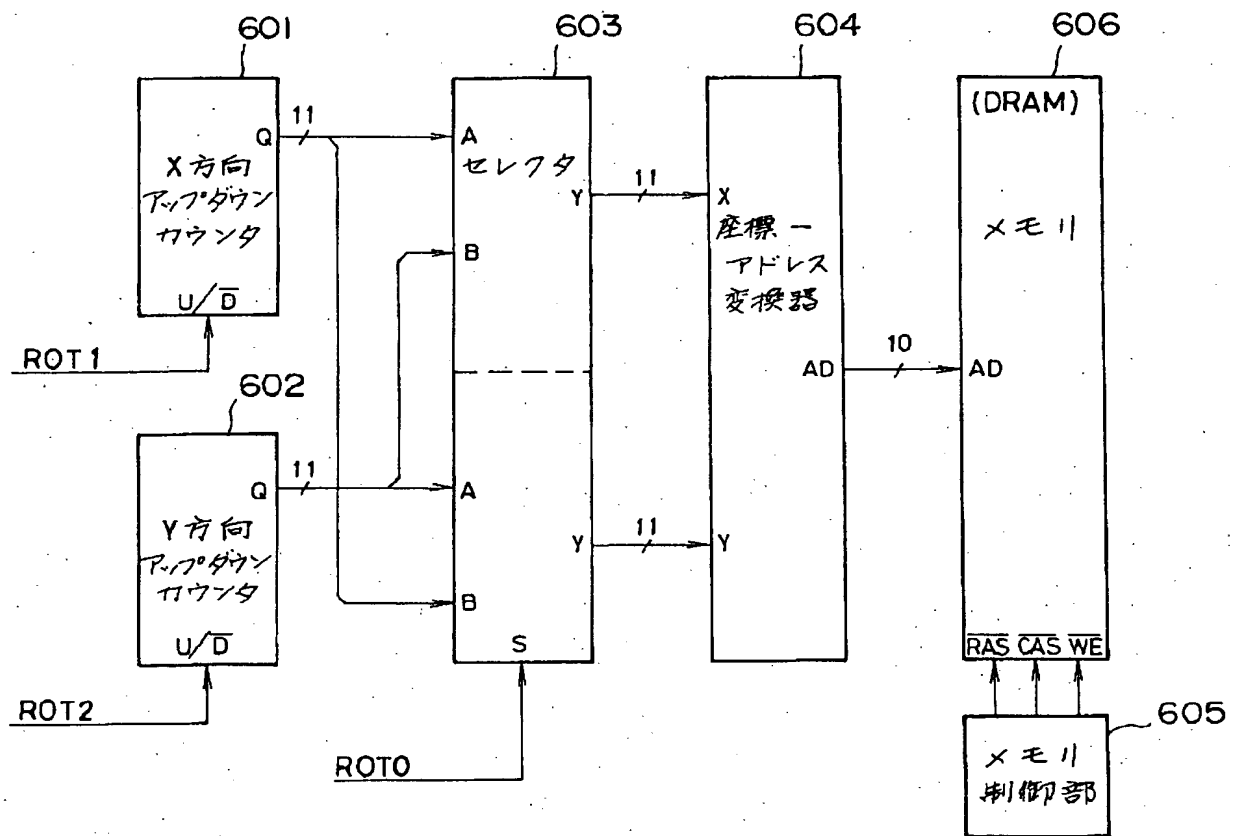 601
603
604
606
Q
11
X方向
アップダウン
カウンタ
U/D̅
ROT1
602
Q
11
Y方向
アップダウン
カウンタ
U/D̅
ROT2
A
セレクタ
Y
B
A
Y
B
S
ROT0
11
11
X
座標ー
アドレス
変換器
AD
Y
10
(DRAM)
メモリ
AD
R̅A̅S̅ C̅A̅S̅ W̅E̅
605
メモリ
制御部